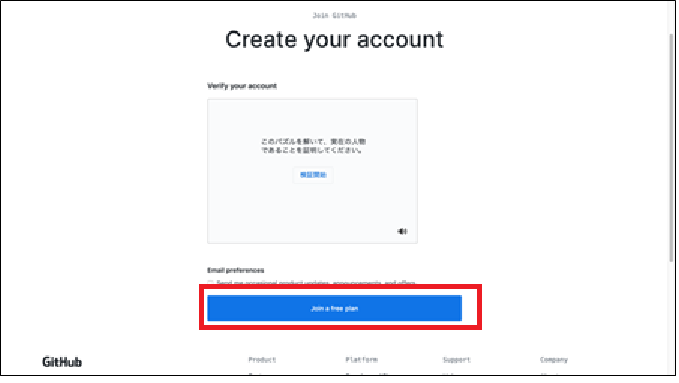 Join GitHub
Create your account
Verify your account
このパズルを解いて、実在の人物
であることを証明してください。
検証開始
Email preferences
Send me occasional product updates, announcements, and offers.
Join a free plan
GitHub
Product
Platform
Support
Company